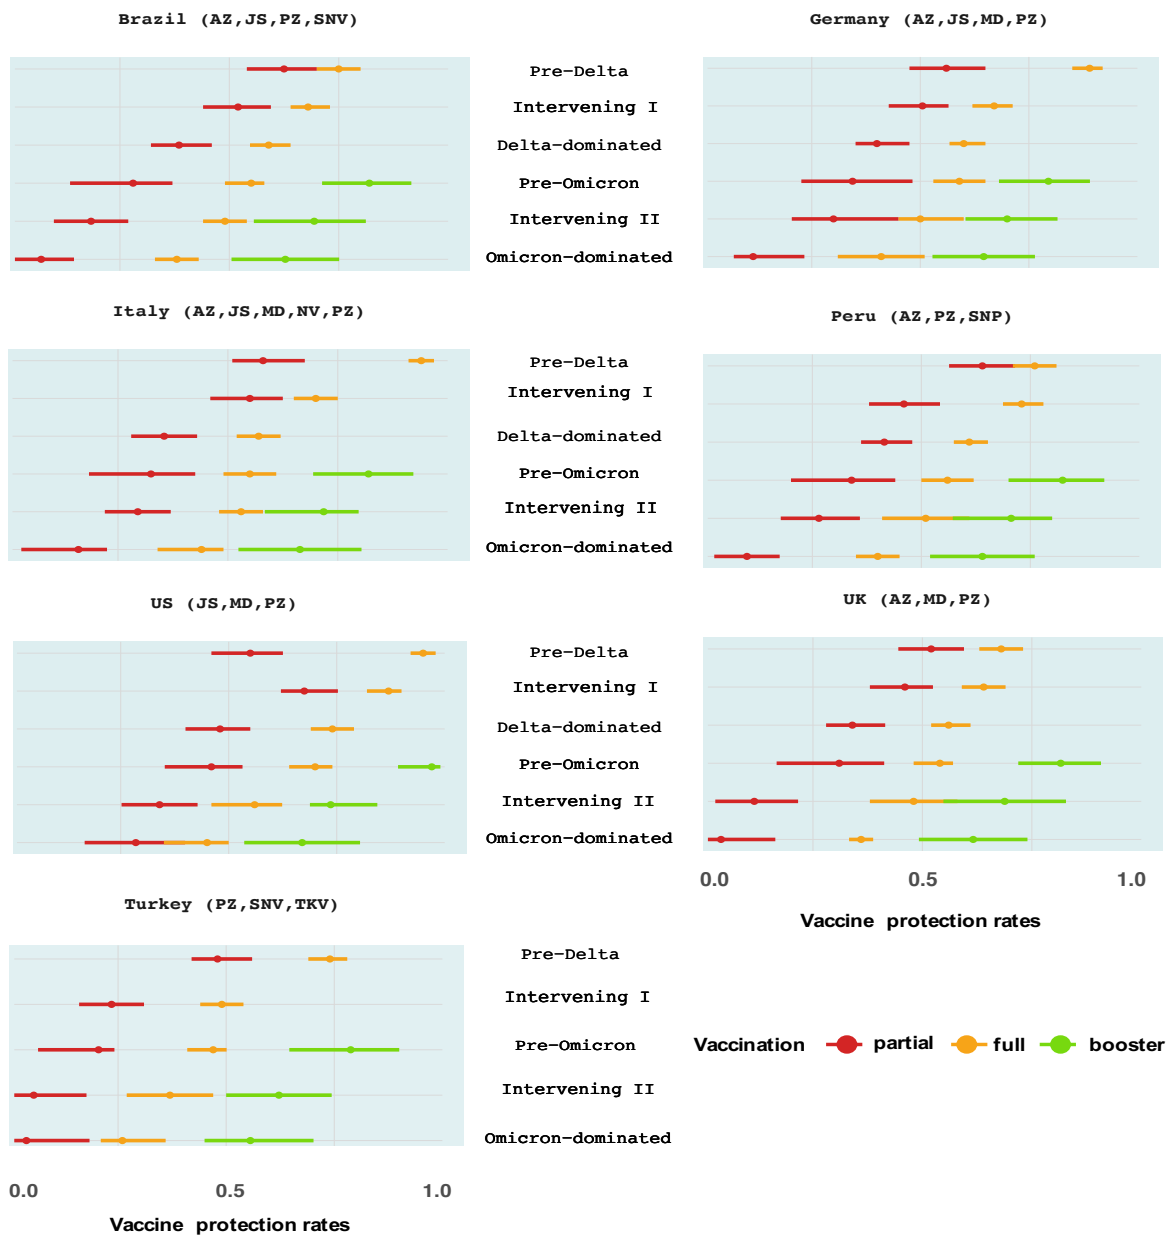 Brazil (AZ,JS,PZ,SNV)
Germany (AZ,JS,MD,PZ)
Pre-Delta
Intervening I
Delta-dominated
Pre-Omicron
Intervening II
Omicron-dominated
Italy (AZ,JS,MD,NV,PZ)
Peru (AZ,PZ,SNP)
Pre-Delta
Intervening I
Delta-dominated
Pre-Omicron
Intervening II
Omicron-dominated
US (JS,MD,PZ)
UK (AZ,MD,PZ)
Pre-Delta
Intervening I
Delta-dominated
Pre-Omicron
Intervening II
Omicron-dominated
0.0 0.5 1.0
Vaccine protection rates
Turkey (PZ,SNV,TKV)
Pre-Delta
Intervening I
Pre-Omicron
Intervening II
Omicron-dominated
0.0 0.5 1.0
Vaccine protection rates
Vaccination partial full booster